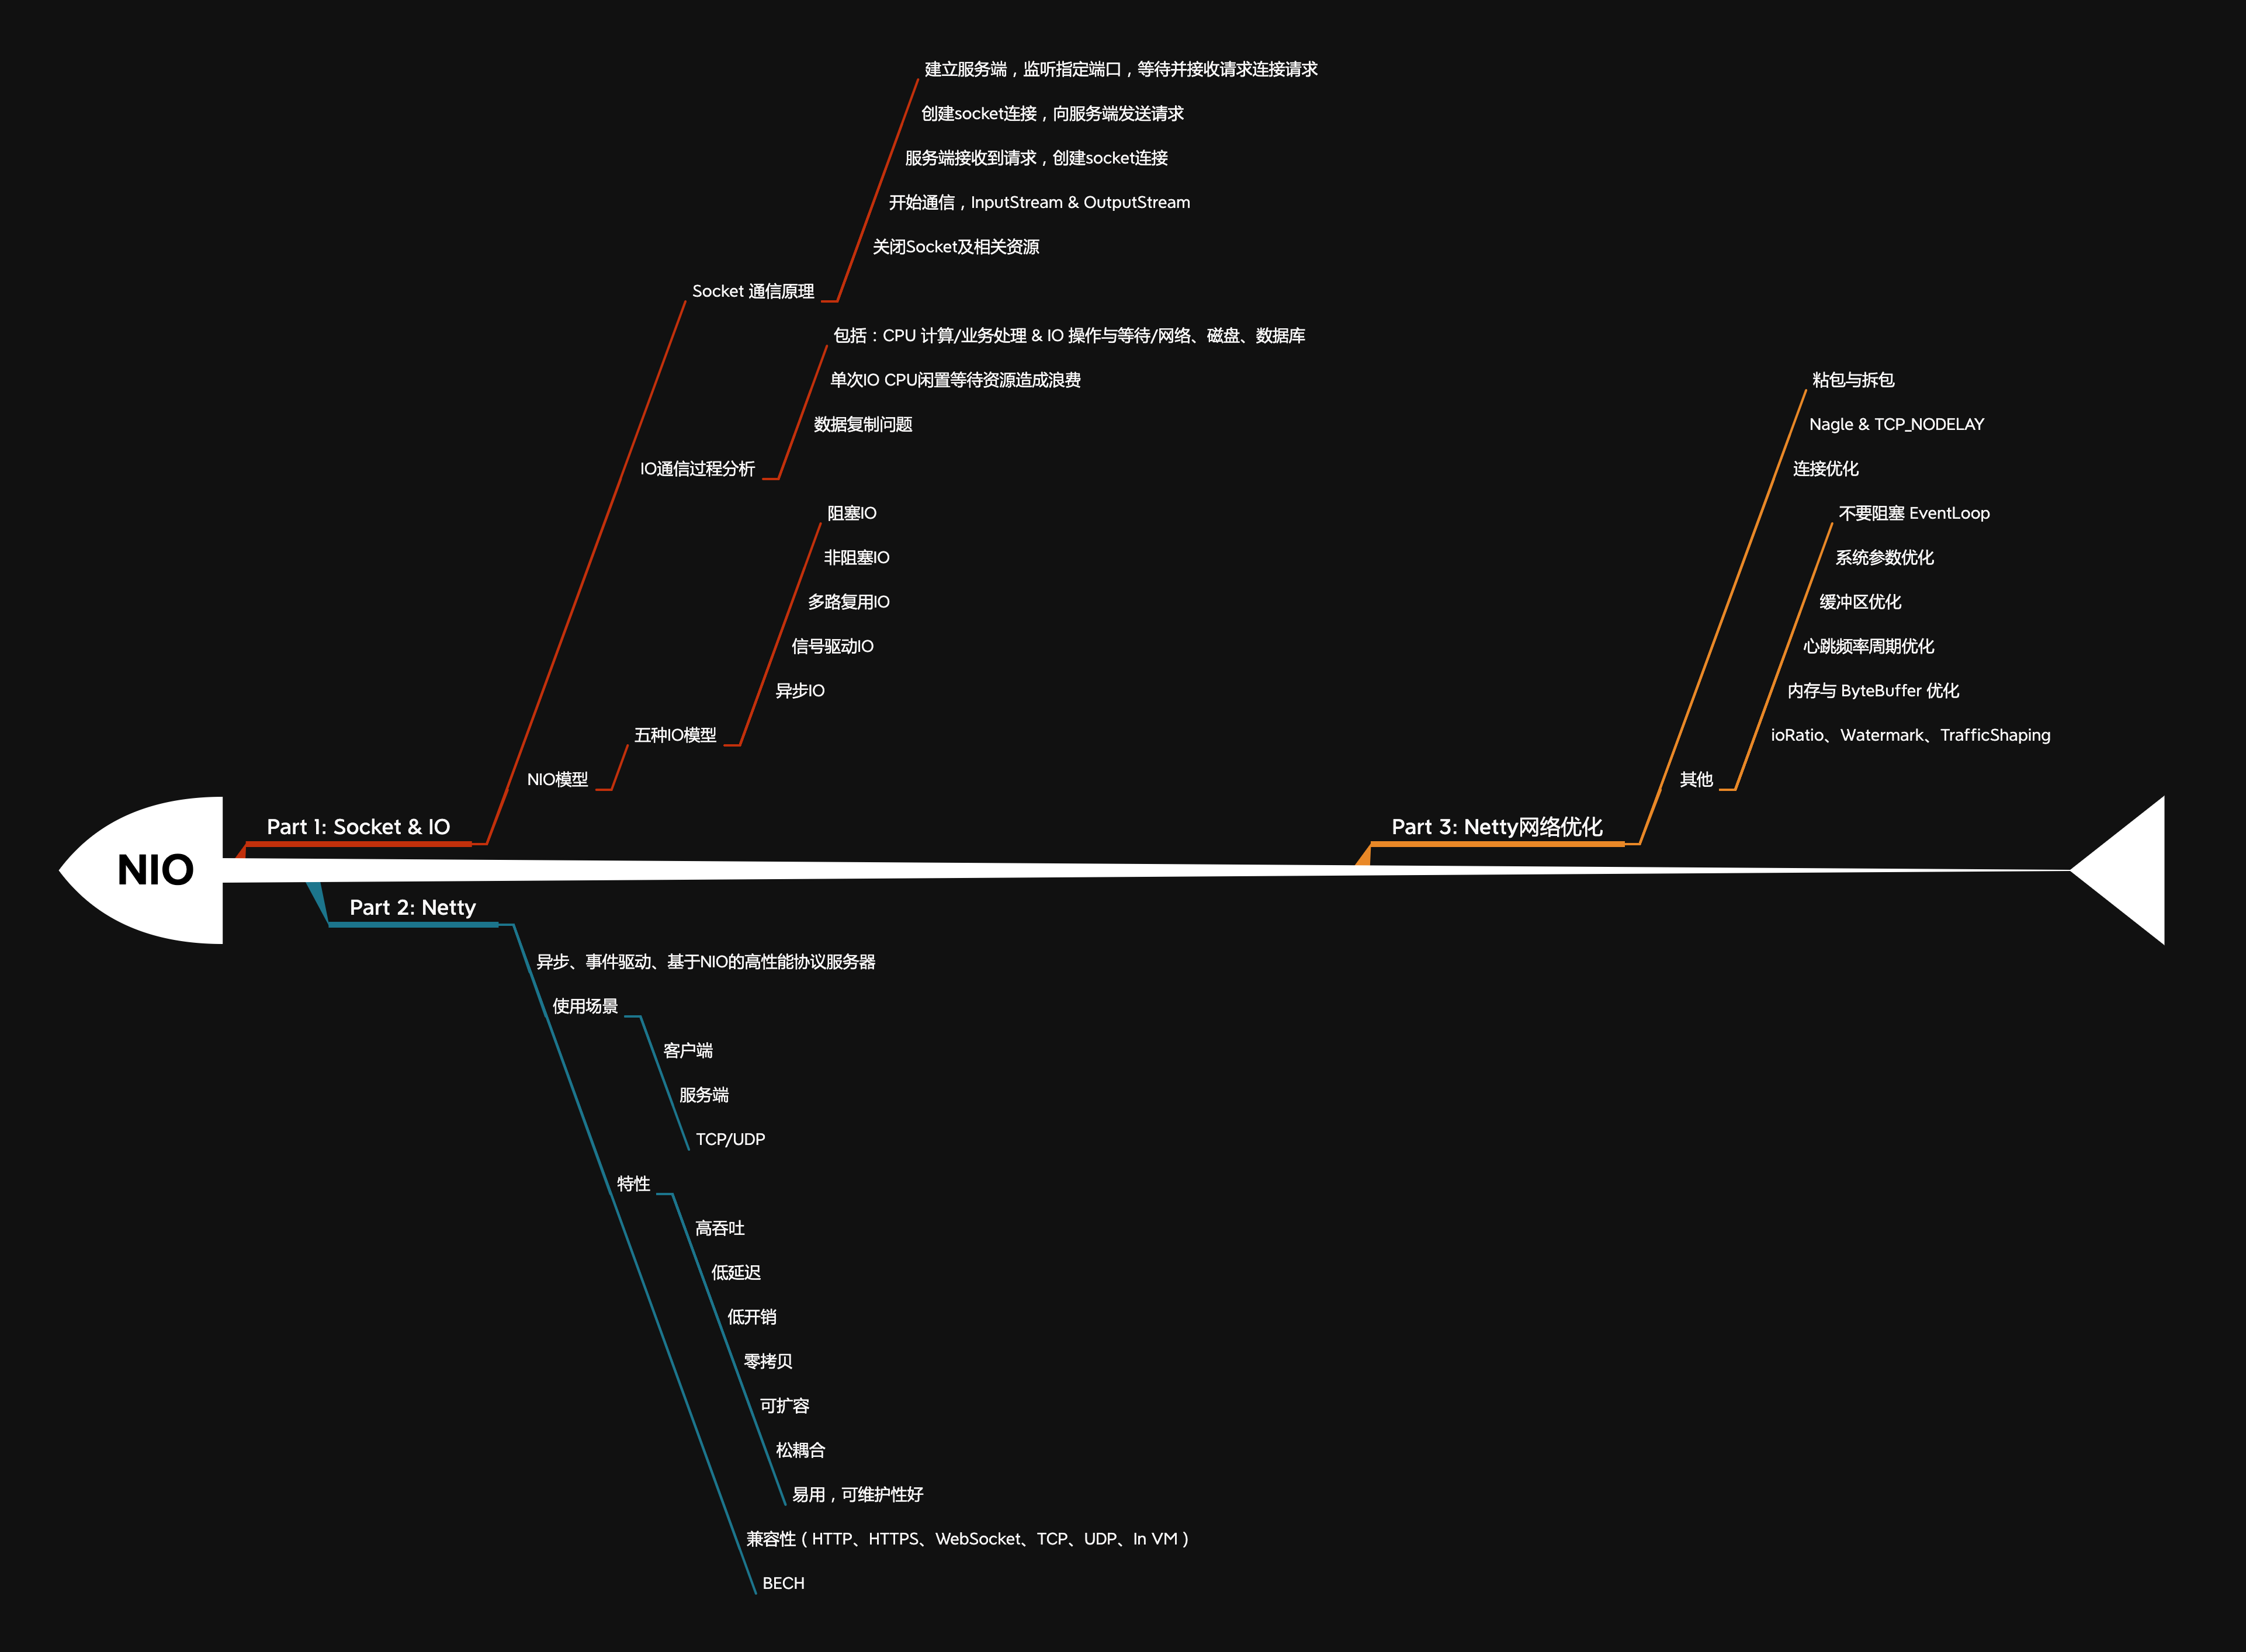 NIO
Part 1: Socket & IO
Socket 通信原理
建立服务端，监听指定端口，等待并接收请求连接请求
创建socket连接，向服务端发送请求
服务端接收到请求，创建socket连接
开始通信，InputStream & OutputStream
关闭Socket及相关资源
IO通信过程分析
包括：CPU 计算/业务处理 & IO 操作与等待/网络、磁盘、数据库
单次IO CPU闲置等待资源造成浪费
数据复制问题
NIO模型
五种IO模型
阻塞IO
非阻塞IO
多路复用IO
信号驱动IO
异步IO
Part 2: Netty
异步、事件驱动、基于NIO的高性能协议服务器
使用场景
客户端
服务端
TCP/UDP
特性
高吞吐
低延迟
低开销
零拷贝
可扩容
松耦合
易用，可维护性好
兼容性（HTTP、HTTPS、WebSocket、TCP、UDP、In VM）
BECH
Part 3: Netty网络优化
粘包与拆包
Nagle & TCP_NODELAY
连接优化
其他
不要阻塞 EventLoop
系统参数优化
缓冲区优化
心跳频率周期优化
内存与 ByteBuffer 优化
ioRatio、Watermark、TrafficShaping